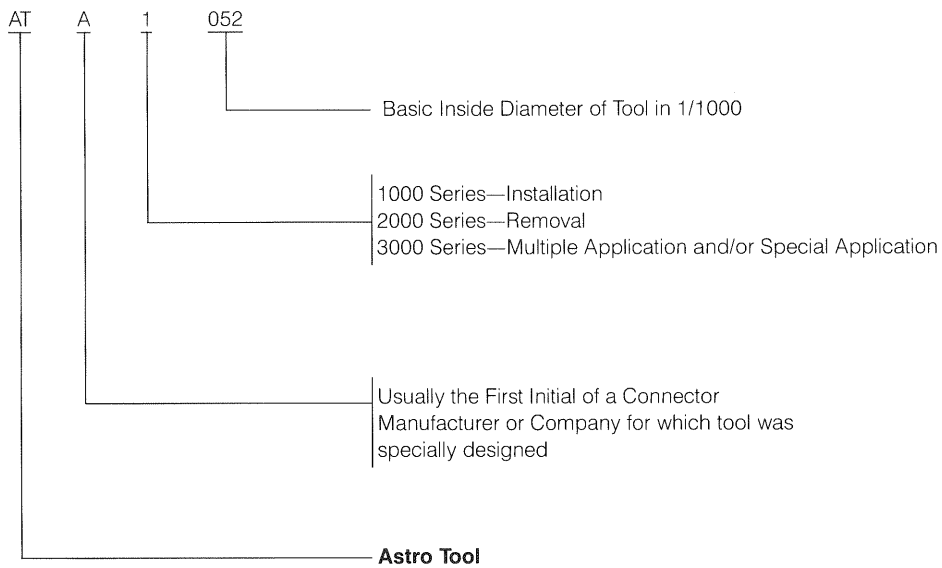 AT A 1 052
Basic Inside Diameter of Tool in 1/1000
1000 Series—Installation
2000 Series—Removal
3000 Series—Multiple Application and/or Special Application
Usually the First Initial of a Connector
Manufacturer or Company for which tool was
specially designed
Astro Tool